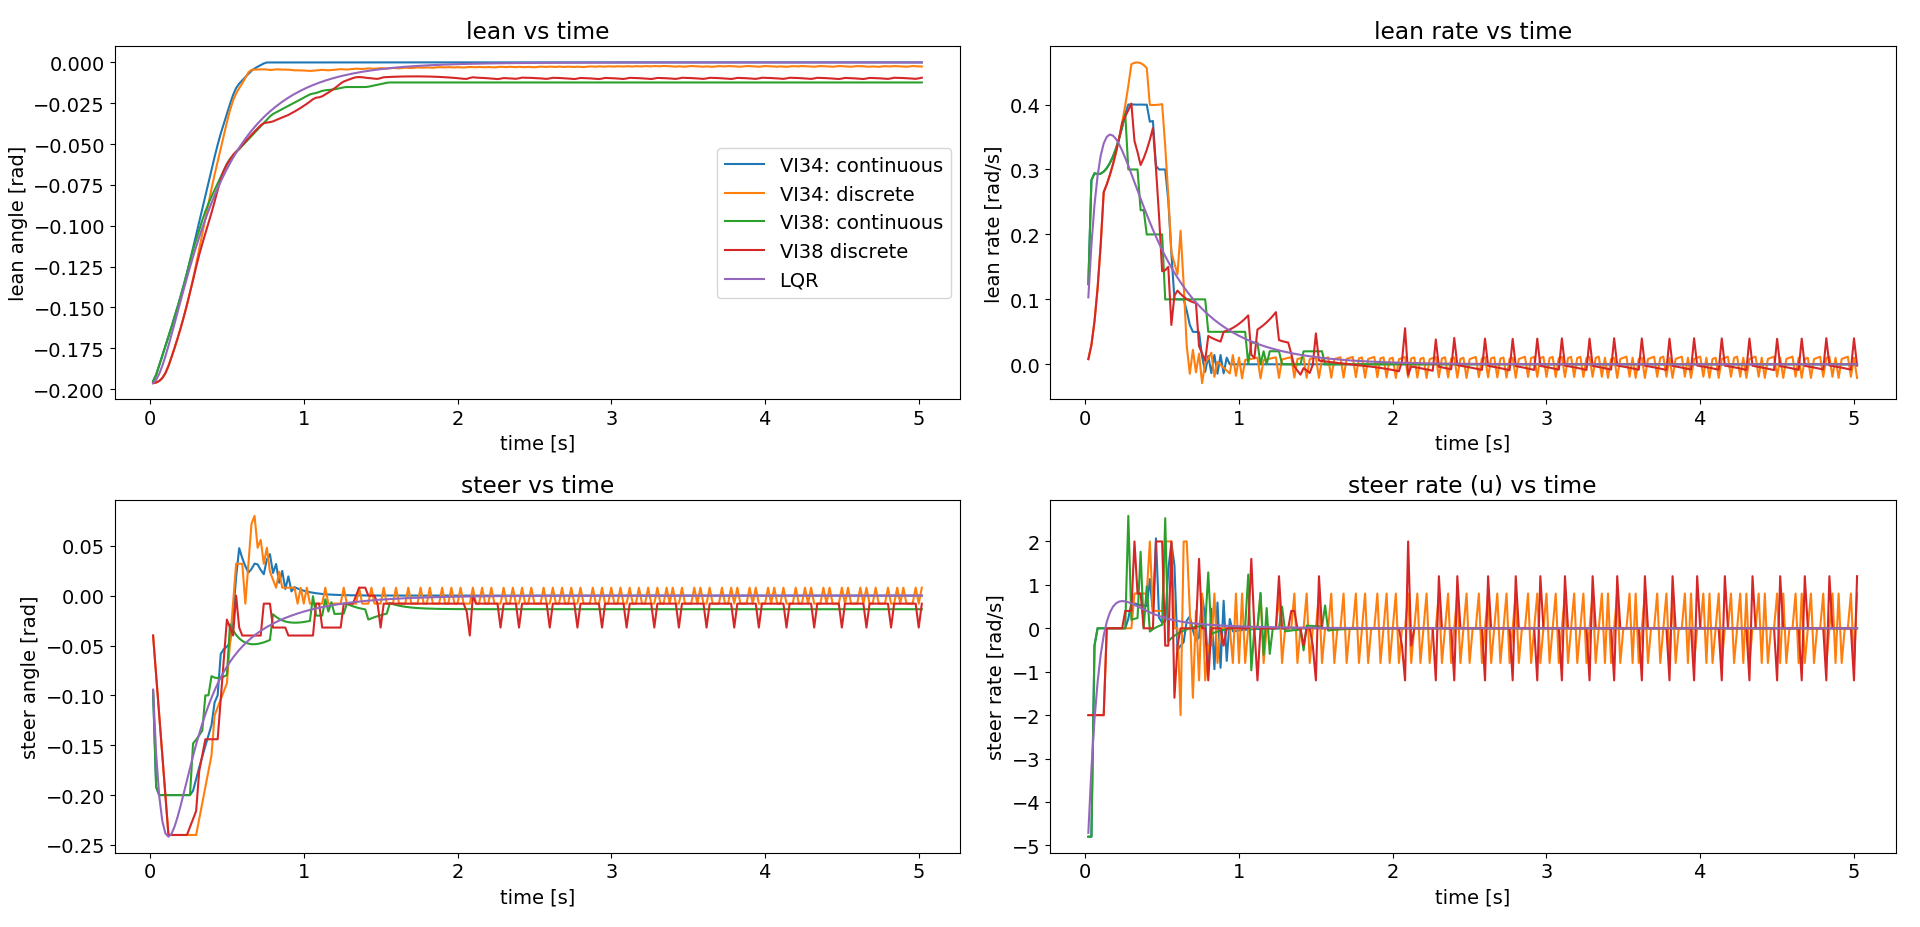 lean vs time
lean angle [rad]
0.000
−0.025
−0.050
−0.075
−0.100
−0.125
−0.150
−0.175
−0.200
VI34: continuous
VI34: discrete
VI38: continuous
VI38 discrete
LQR
0 1 2 3 4 5
time [s]
lean rate vs time
lean rate [rad/s]
0.4
0.3
0.2
0.1
0.0
0 1 2 3 4 5
time [s]
steer vs time
steer angle [rad]
0.05
0.00
−0.05
−0.10
−0.15
−0.20
−0.25
0 1 2 3 4 5
time [s]
steer rate (u) vs time
steer rate [rad/s]
2
1
0
−1
−2
−3
−4
−5
0 1 2 3 4 5
time [s]